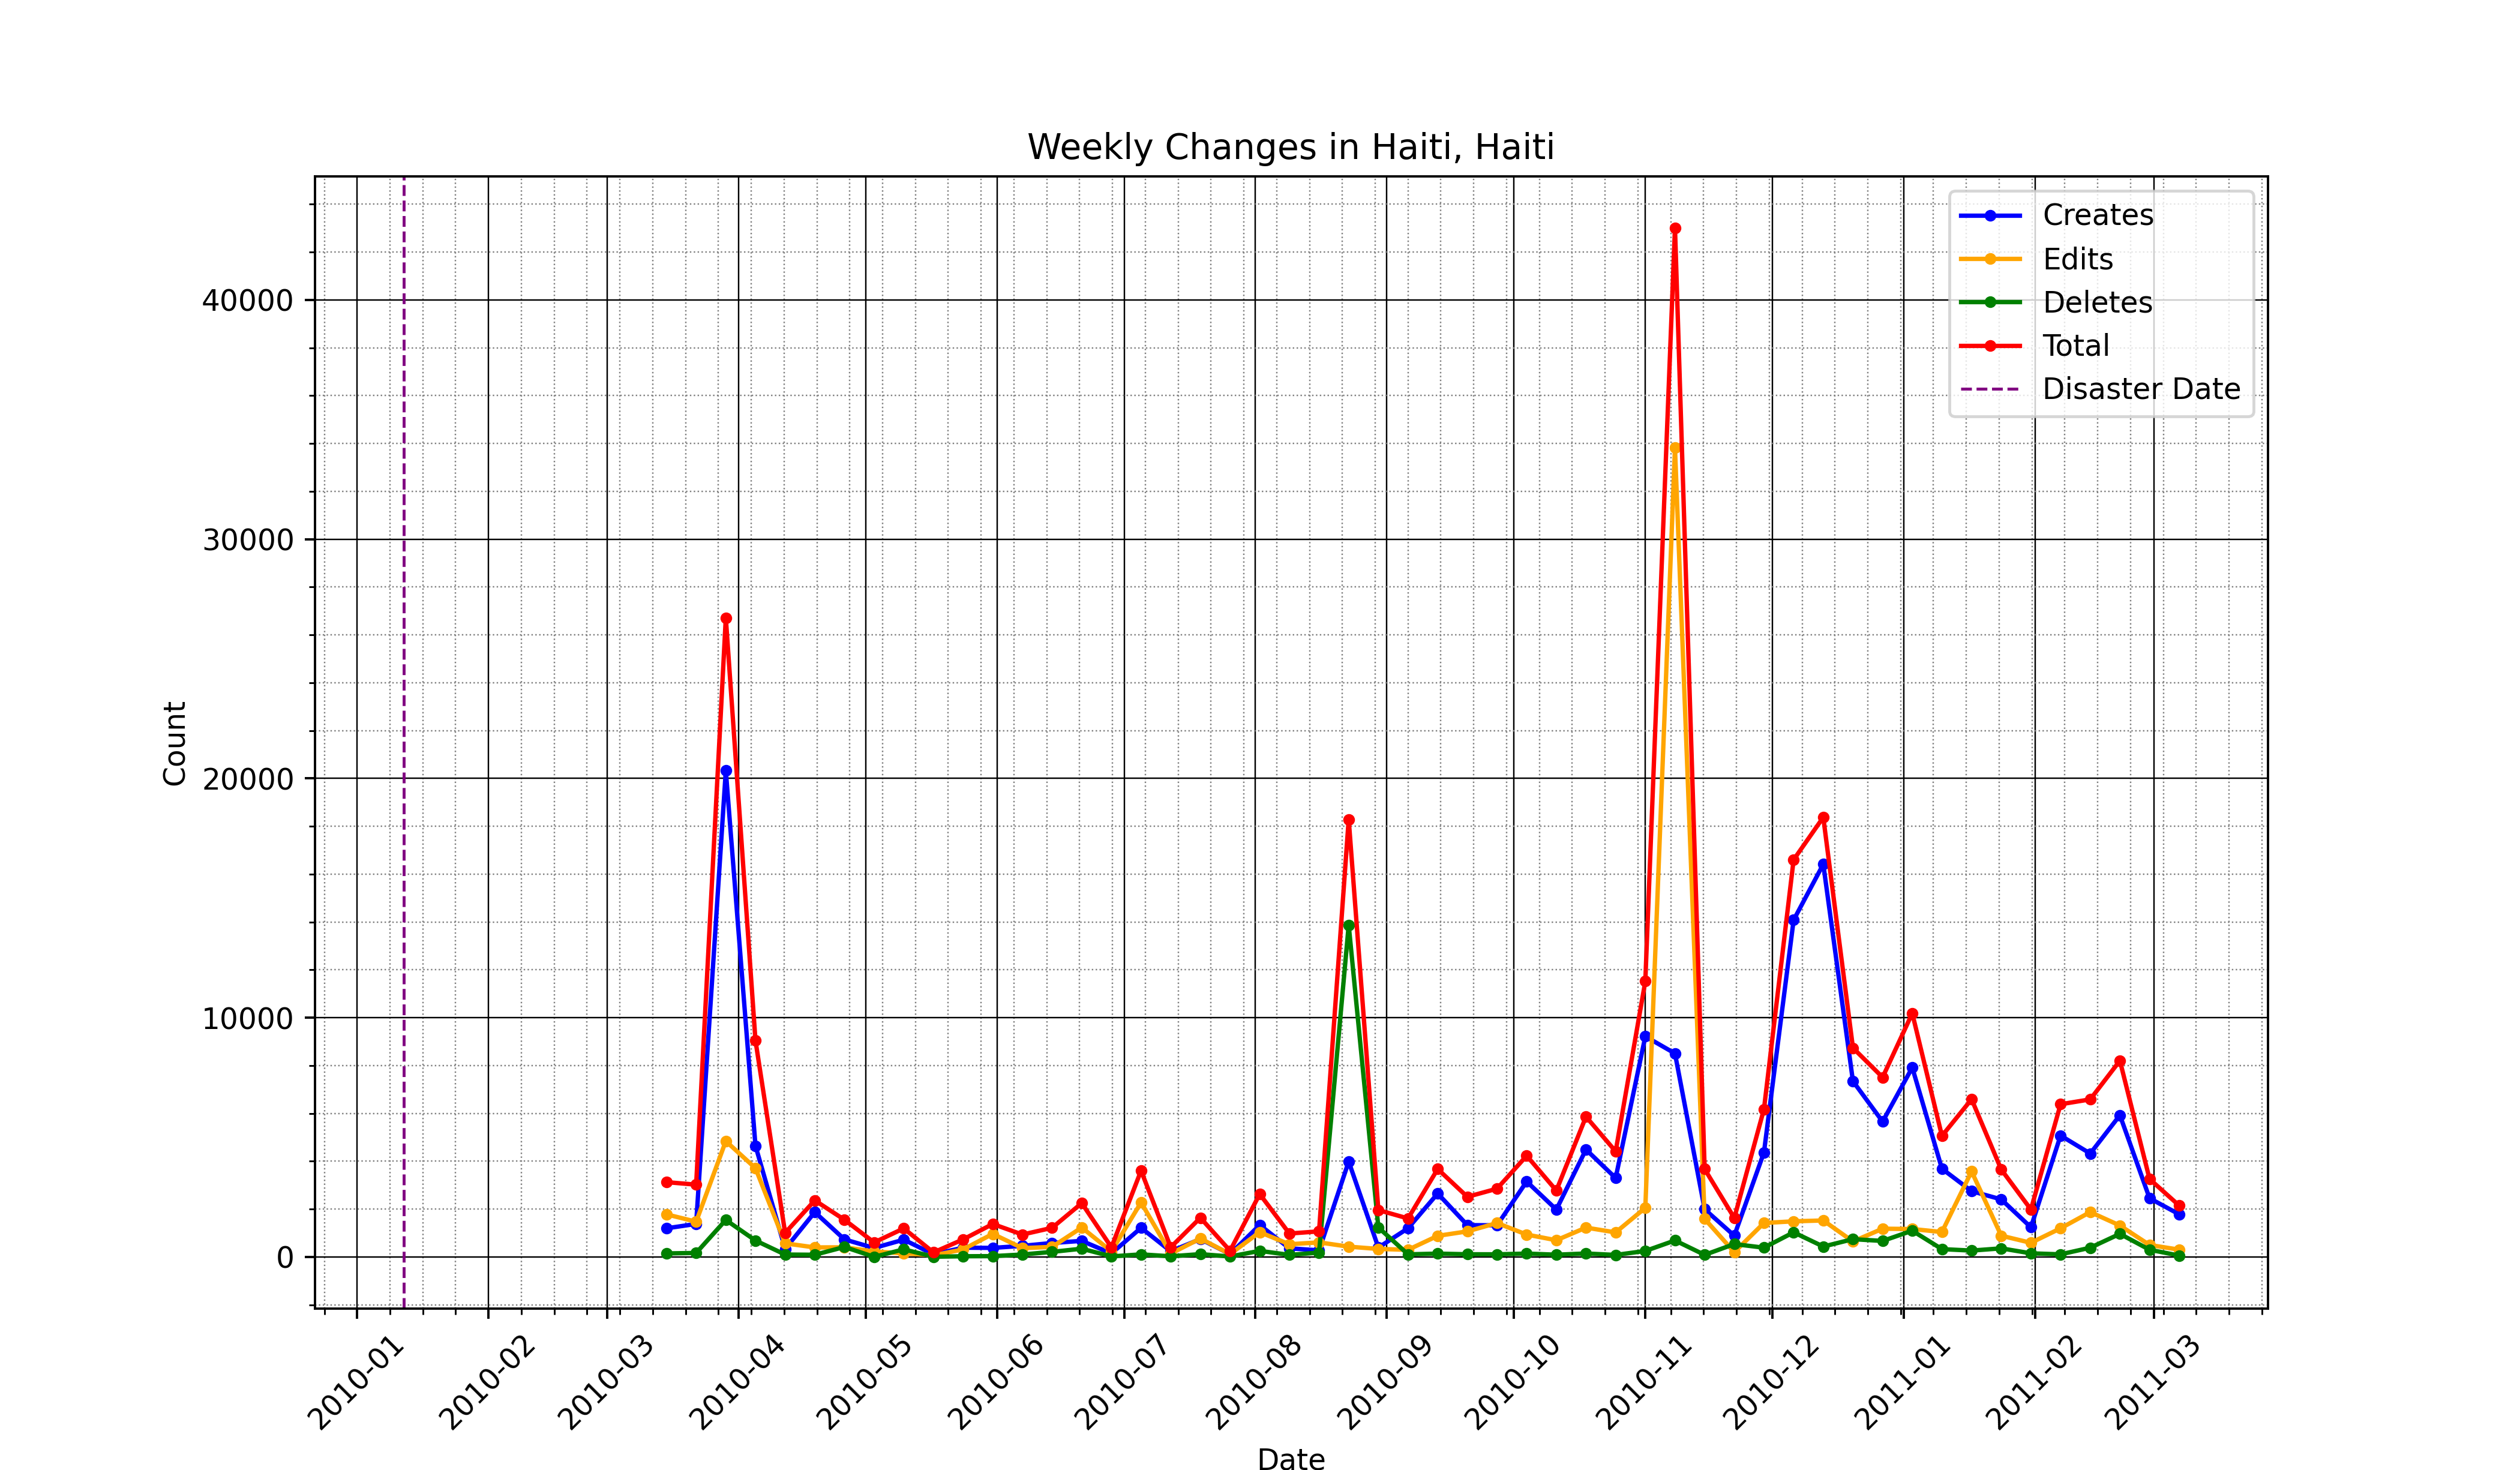 Weekly Changes in Haiti, Haiti
Creates
Edits
Deletes
Total
Disaster Date
Count
40000
30000
20000
10000
0
2010-01
2010-02
2010-03
2010-04
2010-05
2010-06
2010-07
2010-08
2010-09
2010-10
2010-11
2010-12
2011-01
2011-02
2011-03
Date